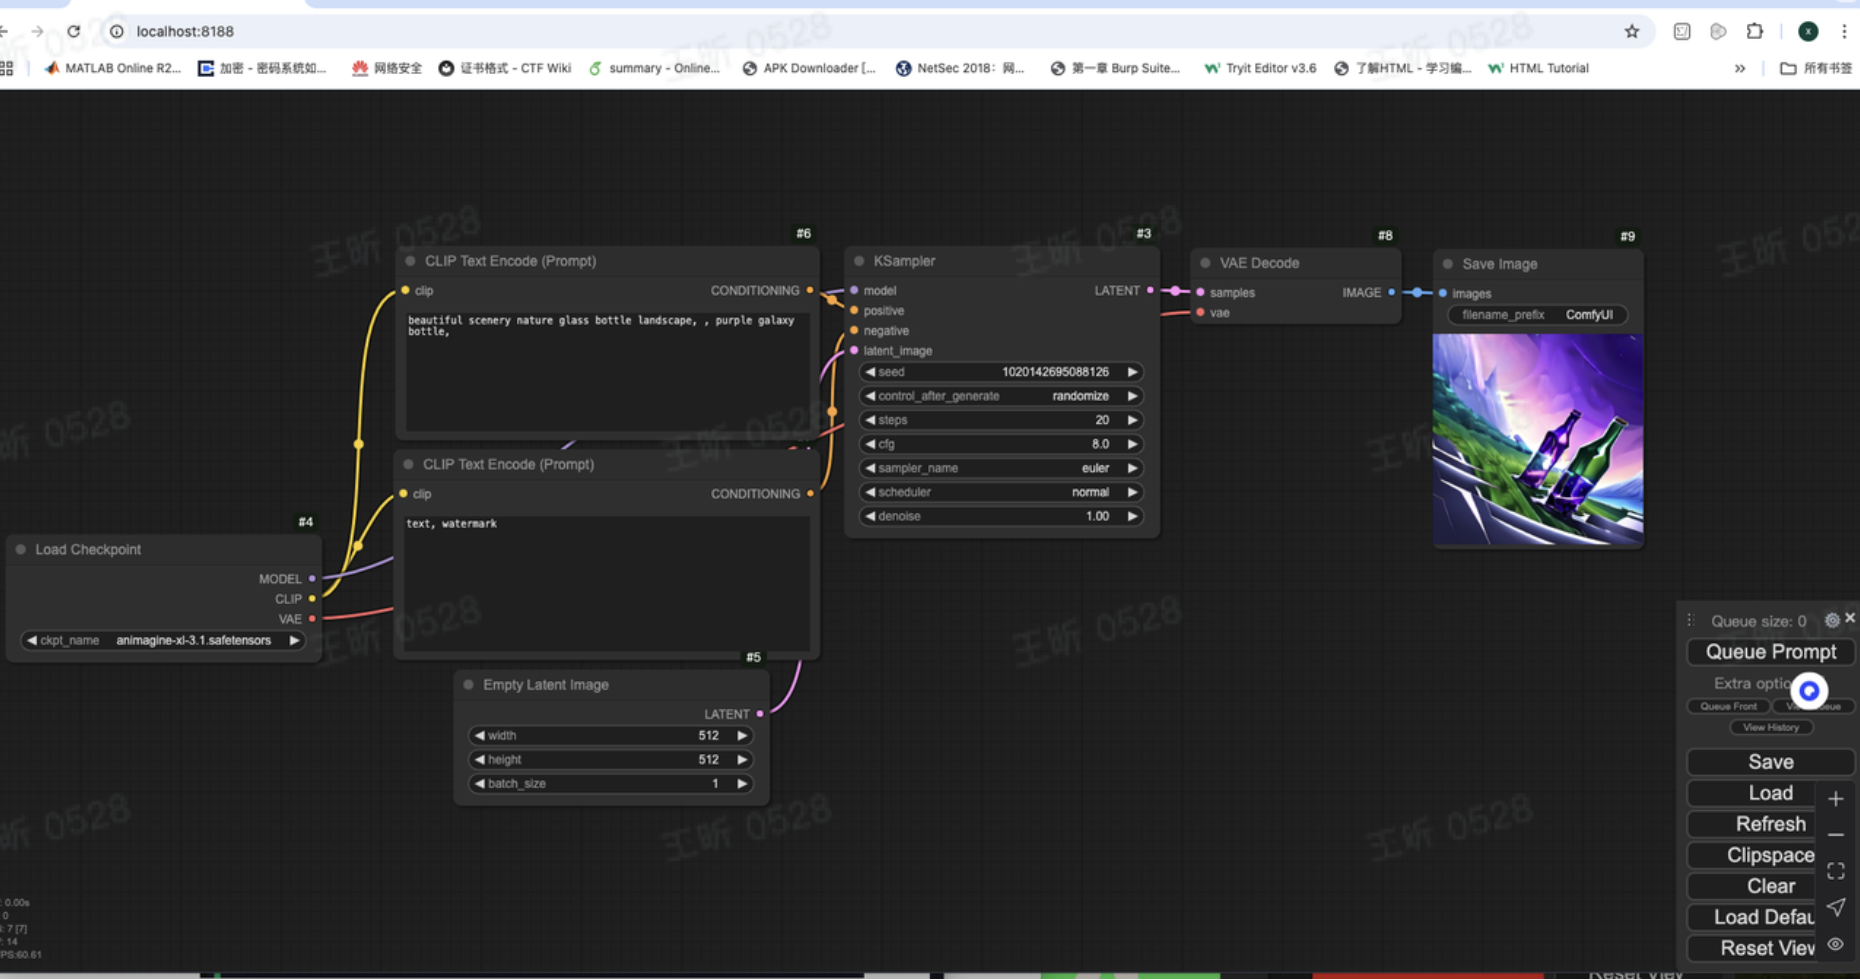 localhost:8188
X
MATLAB Online R2...
加密 - 密码系统如...
网络安全
证书格式 - CTF Wiki
summary - Online...
APK Downloader [...
NetSec 2018：网...
第一章 Burp Suite...
Tryit Editor v3.6
了解HTML - 学习编...
HTML Tutorial
»
所有书签
#6
CLIP Text Encode (Prompt)
clip
CONDITIONING
beautiful scenery nature glass bottle landscape, , purple galaxy
bottle,
CLIP Text Encode (Prompt)
clip
CONDITIONING
text, watermark
#4
Load Checkpoint
MODEL
CLIP
VAE
ckpt_name animagine-xl-3.1.safetensors
#5
Empty Latent Image
LATENT
width 512
height 512
batch_size 1
#3
KSampler
model
LATENT
positive
negative
latent_image
seed 1020142695088126
control_after_generate randomize
steps 20
cfg 8.0
sampler_name euler
scheduler normal
denoise 1.00
#8
VAE Decode
samples
IMAGE
vae
#9
Save Image
images
filename_prefix ComfyUI
Queue size: 0
Queue Prompt
Extra optio
Queue Front
View History
Save
Load
Refresh
Clipspace
Clear
Load Defau
Reset View
: 0.00s
0
: 7 [7]
: 14
PS:60.61
王昕 0528